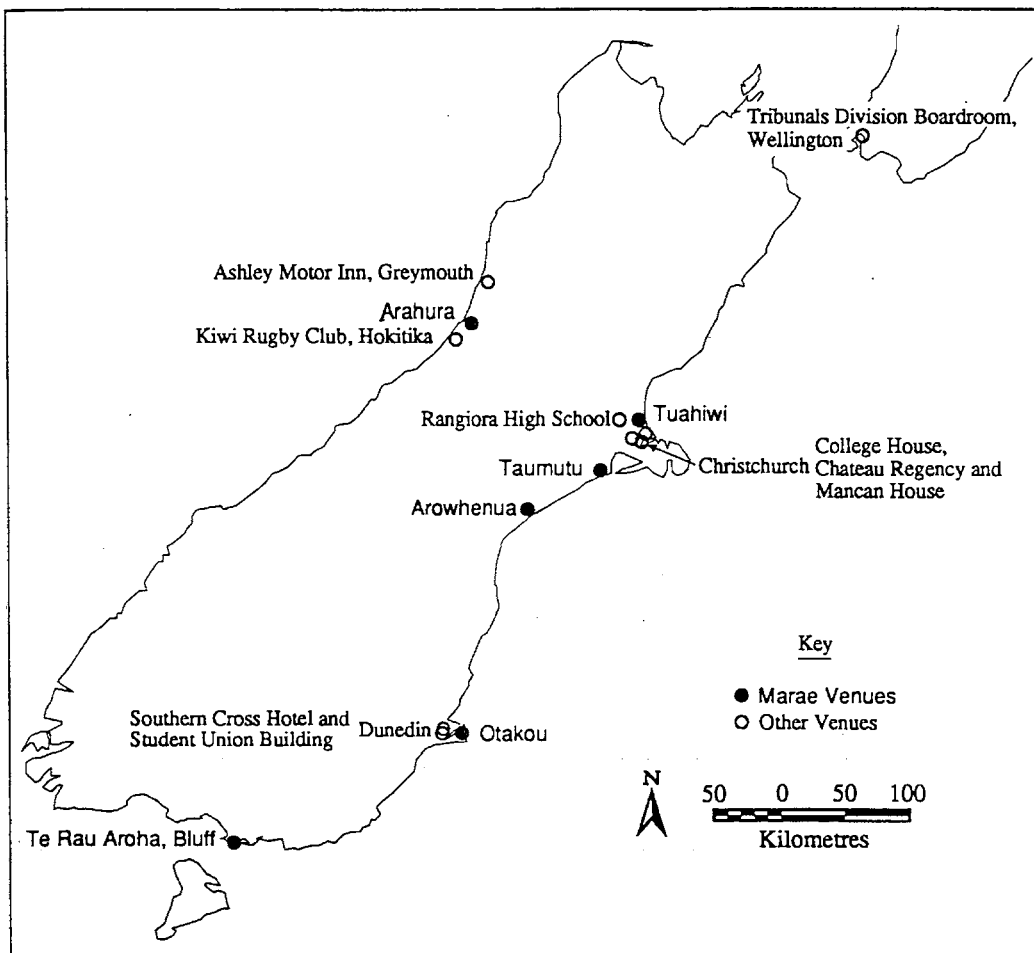 Tribunals Division Boardroom,
Wellington
Ashley Motor Inn, Greymouth
Arahura
Kiwi Rugby Club, Hokitika
Rangiora High School
Tuahiwi
Taumutu
Christchurch
College House,
Chateau Regency and
Mancan House
Arowhenua
Key
Marae Venues
Other Venues
Southern Cross Hotel and
Student Union Building
Dunedin
Otakou
N
50 0 50 100
Kilometres
Te Rau Aroha, Bluff